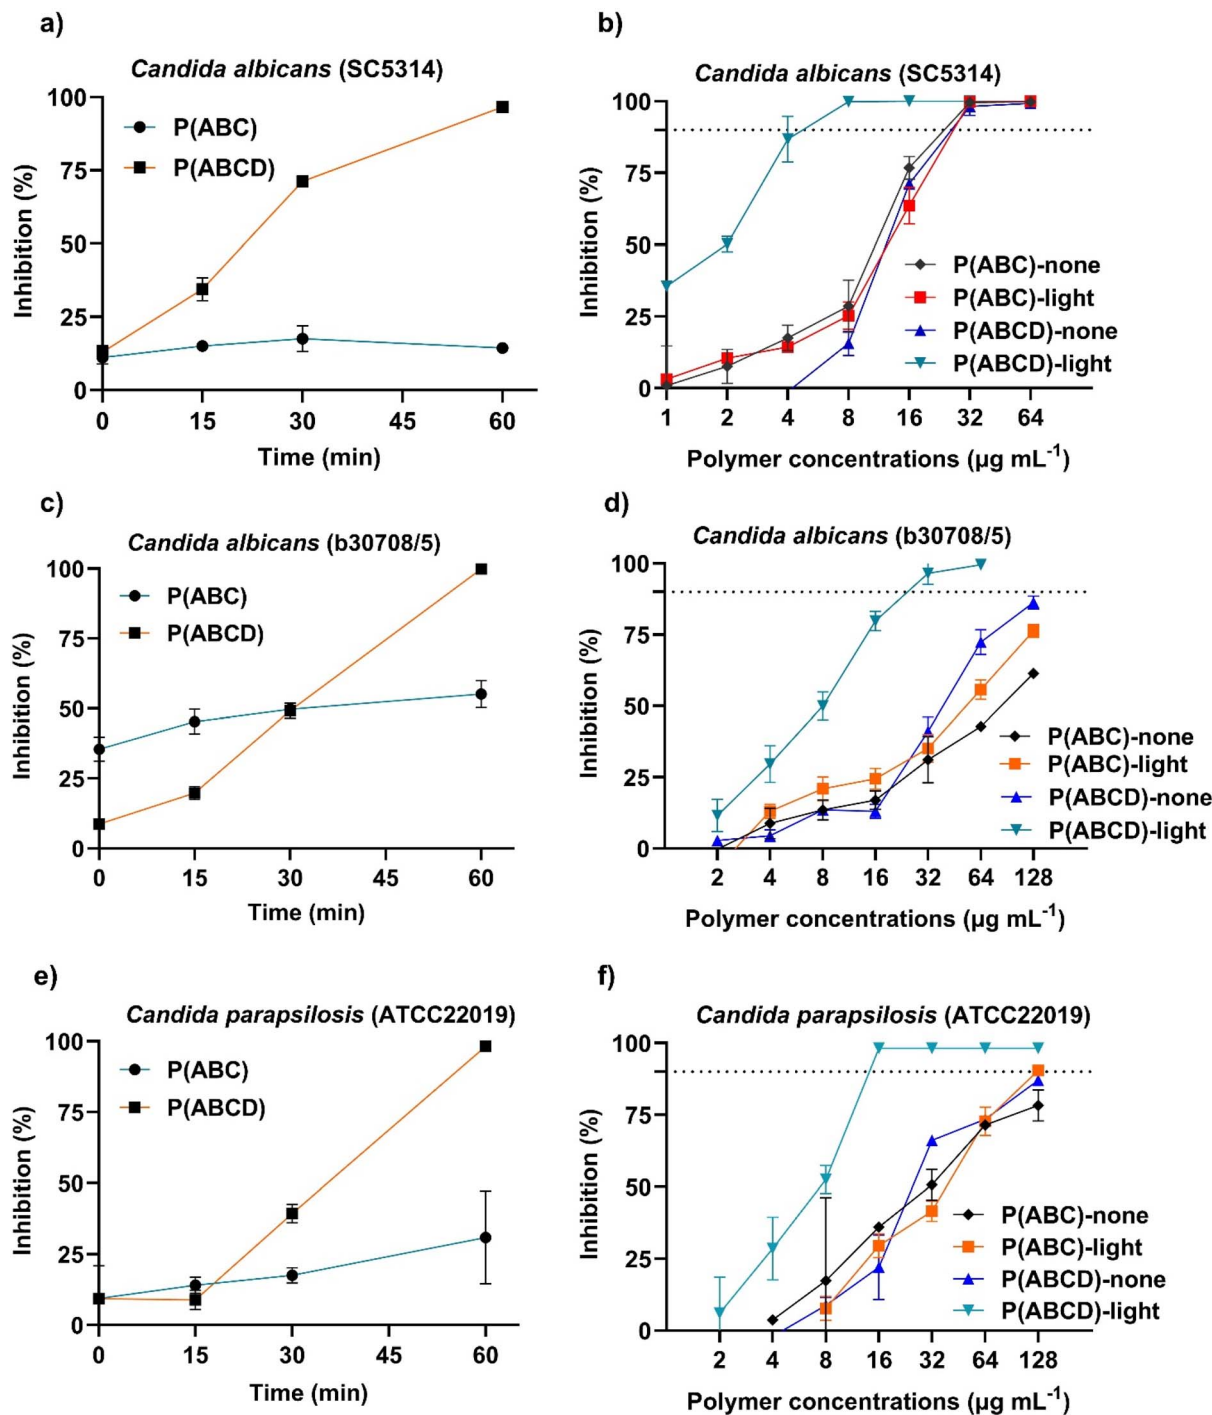 a)
Candida albicans (SC5314)
100
75
50
25
0
Inhibition (%)
P(ABC)
P(ABCD)
0 15 30 45 60
Time (min)
b)
Candida albicans (SC5314)
100
75
50
25
0
Inhibition (%)
P(ABC)-none
P(ABC)-light
P(ABCD)-none
P(ABCD)-light
1 2 4 8 16 32 64
Polymer concentrations (µg mL⁻¹)
c)
Candida albicans (b30708/5)
100
75
50
25
0
Inhibition (%)
P(ABC)
P(ABCD)
0 15 30 45 60
Time (min)
d)
Candida albicans (b30708/5)
100
75
50
25
0
Inhibition (%)
P(ABC)-none
P(ABC)-light
P(ABCD)-none
P(ABCD)-light
2 4 8 16 32 64 128
Polymer concentrations (µg mL⁻¹)
e)
Candida parapsilosis (ATCC22019)
100
75
50
25
0
Inhibition (%)
P(ABC)
P(ABCD)
0 15 30 45 60
Time (min)
f)
Candida parapsilosis (ATCC22019)
100
75
50
25
0
Inhibition (%)
P(ABC)-none
P(ABC)-light
P(ABCD)-none
P(ABCD)-light
2 4 8 16 32 64 128
Polymer concentrations (µg mL⁻¹)